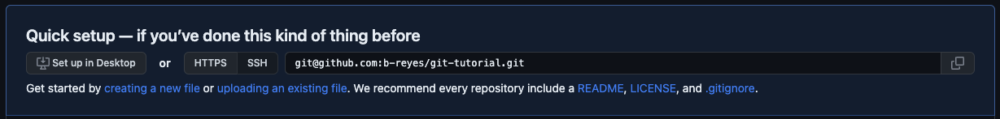 Quick setup — if you’ve done this kind of thing before
Set up in Desktop or HTTPS SSH git@github.com:b-reyes/git-tutorial.git
Get started by creating a new file or uploading an existing file. We recommend every repository include a README, LICENSE, and .gitignore.